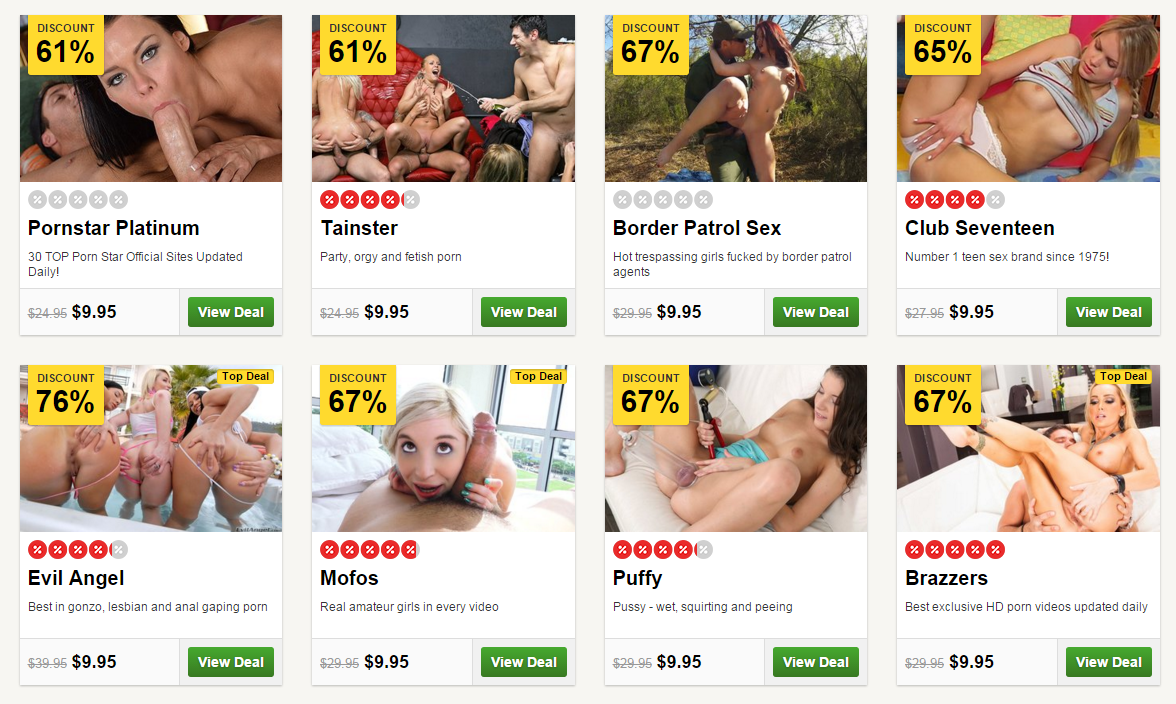 DISCOUNT
61%
DISCOUNT
61%
DISCOUNT
67%
DISCOUNT
65%
Pornstar Platinum
Tainster
Border Patrol Sex
Club Seventeen
30 TOP Porn Star Official Sites Updated
Daily!
Party, orgy and fetish porn
Hot trespassing girls fucked by border patrol
agents
Number 1 teen sex brand since 1975!
$24.95 $9.95
View Deal
$24.95 $9.95
View Deal
$29.95 $9.95
View Deal
$27.95 $9.95
View Deal
DISCOUNT
76%
Top Deal
DISCOUNT
67%
Top Deal
DISCOUNT
67%
DISCOUNT
67%
Top Deal
Evil Angel
Mofos
Puffy
Brazzers
Best in gonzo, lesbian and anal gaping porn
Real amateur girls in every video
Pussy - wet, squirting and peeing
Best exclusive HD porn videos updated daily
$39.95 $9.95
View Deal
$29.95 $9.95
View Deal
$29.95 $9.95
View Deal
$29.95 $9.95
View Deal